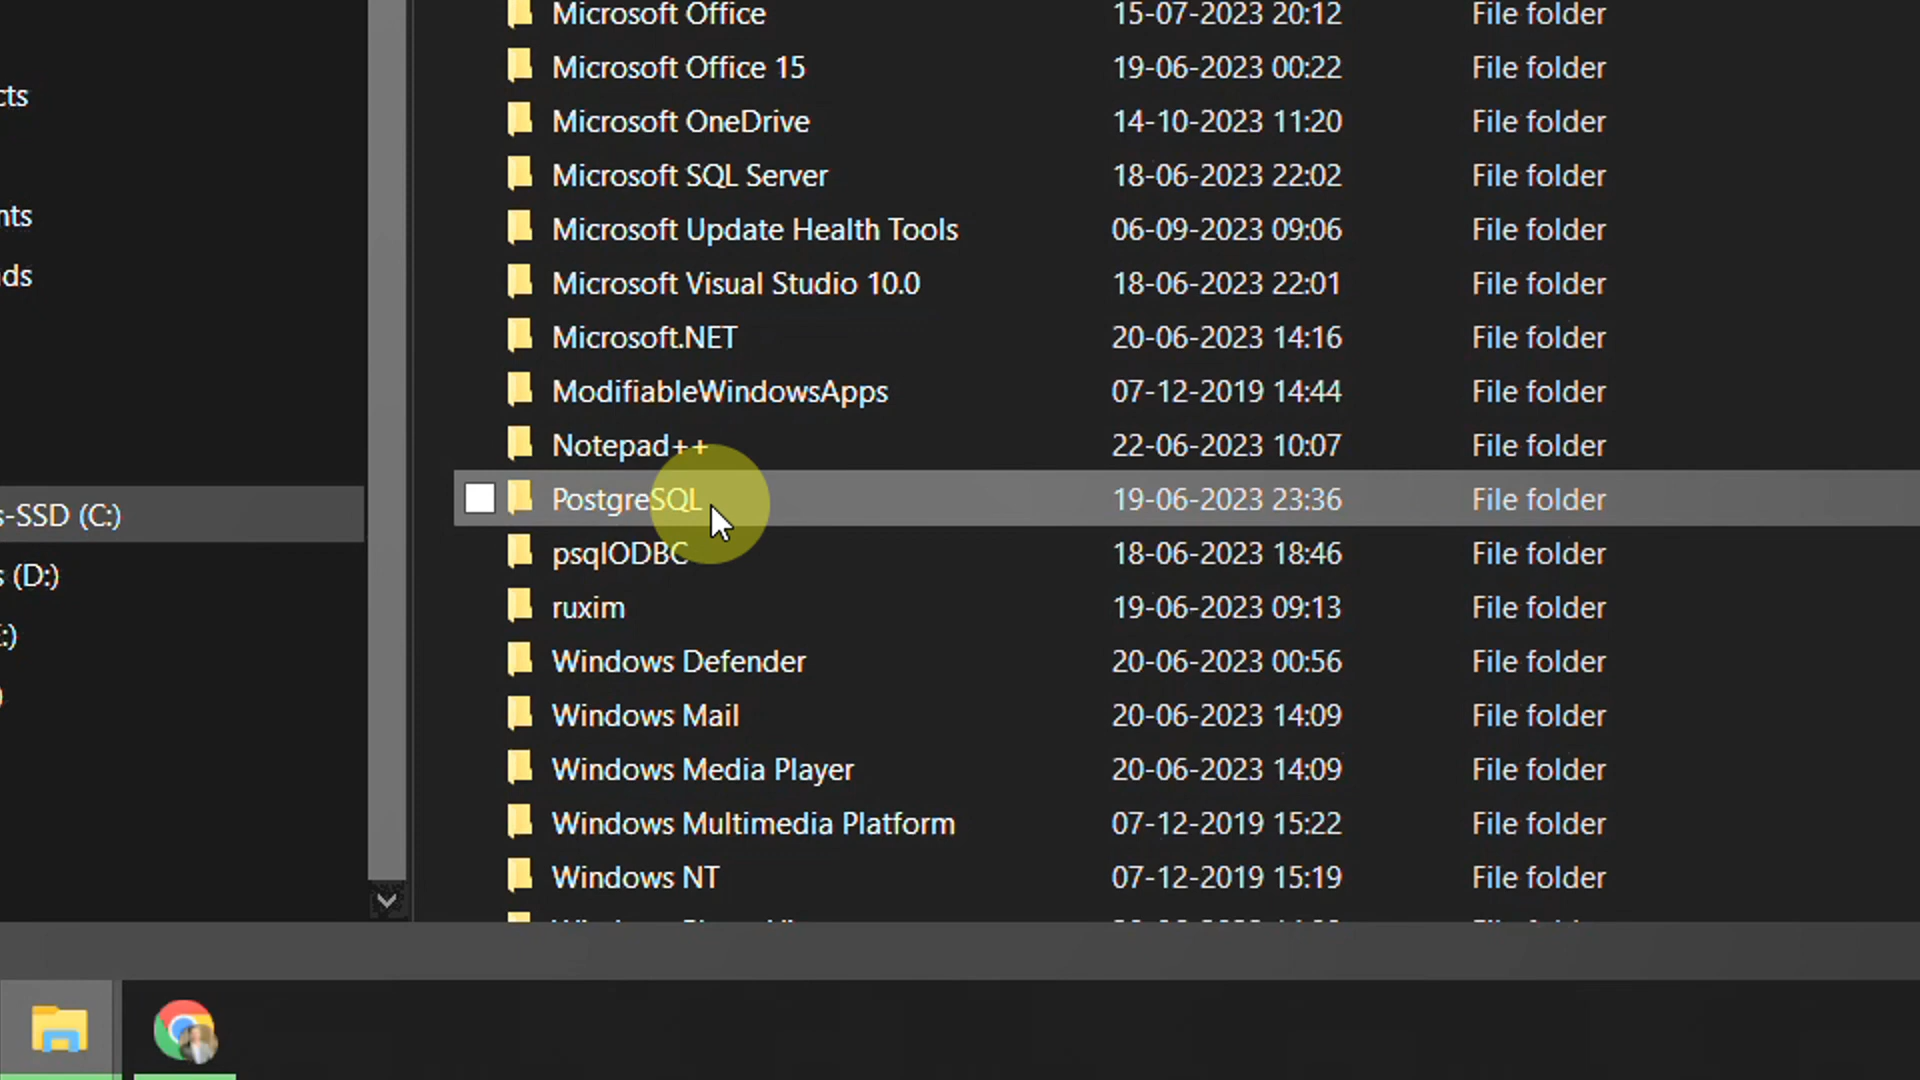 Microsoft Office 15-07-2023 20:12 File folder
cts
Microsoft Office 15 19-06-2023 00:22 File folder
Microsoft OneDrive 14-10-2023 11:20 File folder
Microsoft SQL Server 18-06-2023 22:02 File folder
nts
Microsoft Update Health Tools 06-09-2023 09:06 File folder
ds
Microsoft Visual Studio 10.0 18-06-2023 22:01 File folder
Microsoft.NET 20-06-2023 14:16 File folder
ModifiableWindowsApps 07-12-2019 14:44 File folder
Notepad++ 22-06-2023 10:07 File folder
s-SSD (C:)
PostgreSQL 19-06-2023 23:36 File folder
psqlODBC 18-06-2023 18:46 File folder
s (D:)
ruxim 19-06-2023 09:13 File folder
:)
Windows Defender 20-06-2023 00:56 File folder
Windows Mail 20-06-2023 14:09 File folder
Windows Media Player 20-06-2023 14:09 File folder
Windows Multimedia Platform 07-12-2019 15:22 File folder
Windows NT 07-12-2019 15:19 File folder